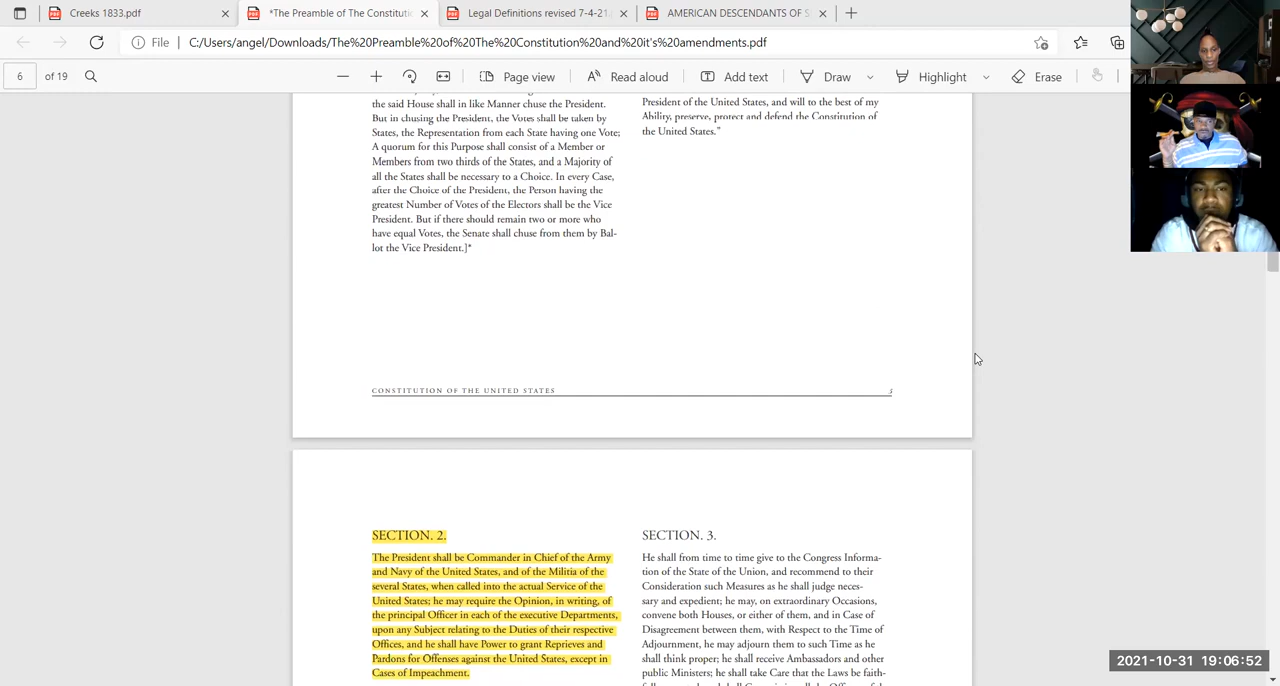 Creeks 1833.pdf
*The Preamble of The Constituti
Legal Definitions revised 7-4-21.
AMERICAN DESCENDANTS OF S
File
C:/Users/angel/Downloads/The%20Preamble%20of%20The%20Constitution%20and%20it's%20amendments.pdf
6 of 19
Page view
Read aloud
Add text
Draw
Highlight
Erase
the said House shall in like Manner chuse the President.
But in chusing the President, the Votes shall be taken by
States, the Representation from each State having one Vote;
A quorum for this Purpose shall consist of a Member or
Members from two thirds of the States, and a Majority of
all the States shall be necessary to a Choice. In every Case,
after the Choice of the President, the Person having the
greatest Number of Votes of the Electors shall be the Vice
President. But if there should remain two or more who
have equal Votes, the Senate shall chuse from them by Bal-
lot the Vice President.]*
President of the United States, and will to the best of my
Ability, preserve, protect and defend the Constitution of
the United States."
CONSTITUTION OF THE UNITED STATES
3
SECTION. 2.
The President shall be Commander in Chief of the Army
and Navy of the United States, and of the Militia of the
several States, when called into the actual Service of the
United States; he may require the Opinion, in writing, of
the principal Officer in each of the executive Departments,
upon any Subject relating to the Duties of their respective
Offices, and he shall have Power to grant Reprieves and
Pardons for Offenses against the United States, except in
Cases of Impeachment.
SECTION. 3.
He shall from time to time give to the Congress Informa-
tion of the State of the Union, and recommend to their
Consideration such Measures as he shall judge neces-
sary and expedient; he may, on extraordinary Occasions,
convene both Houses, or either of them, and in Case of
Disagreement between them, with Respect to the Time of
Adjournment, he may adjourn them to such Time as he
shall think proper; he shall receive Ambassadors and other
public Ministers; he shall take Care that the Laws be faith-
2021-10-31 19:06:52